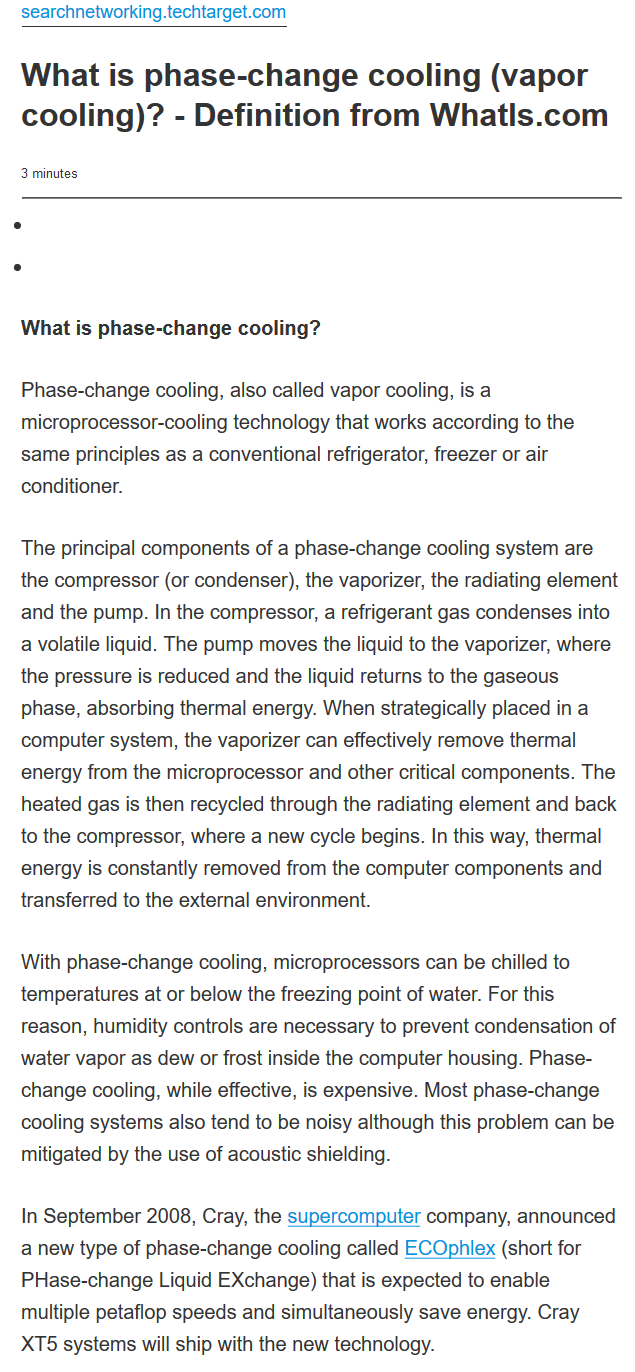 searchnetworking.techtarget.com
What is phase-change cooling (vapor
cooling)? - Definition from WhatIs.com
3 minutes
What is phase-change cooling?
Phase-change cooling, also called vapor cooling, is a
microprocessor-cooling technology that works according to the
same principles as a conventional refrigerator, freezer or air
conditioner.
The principal components of a phase-change cooling system are
the compressor (or condenser), the vaporizer, the radiating element
and the pump. In the compressor, a refrigerant gas condenses into
a volatile liquid. The pump moves the liquid to the vaporizer, where
the pressure is reduced and the liquid returns to the gaseous
phase, absorbing thermal energy. When strategically placed in a
computer system, the vaporizer can effectively remove thermal
energy from the microprocessor and other critical components. The
heated gas is then recycled through the radiating element and back
to the compressor, where a new cycle begins. In this way, thermal
energy is constantly removed from the computer components and
transferred to the external environment.
With phase-change cooling, microprocessors can be chilled to
temperatures at or below the freezing point of water. For this
reason, humidity controls are necessary to prevent condensation of
water vapor as dew or frost inside the computer housing. Phase-
change cooling, while effective, is expensive. Most phase-change
cooling systems also tend to be noisy although this problem can be
mitigated by the use of acoustic shielding.
In September 2008, Cray, the supercomputer company, announced
a new type of phase-change cooling called ECOphlex (short for
PHase-change Liquid EXchange) that is expected to enable
multiple petaflop speeds and simultaneously save energy. Cray
XT5 systems will ship with the new technology.